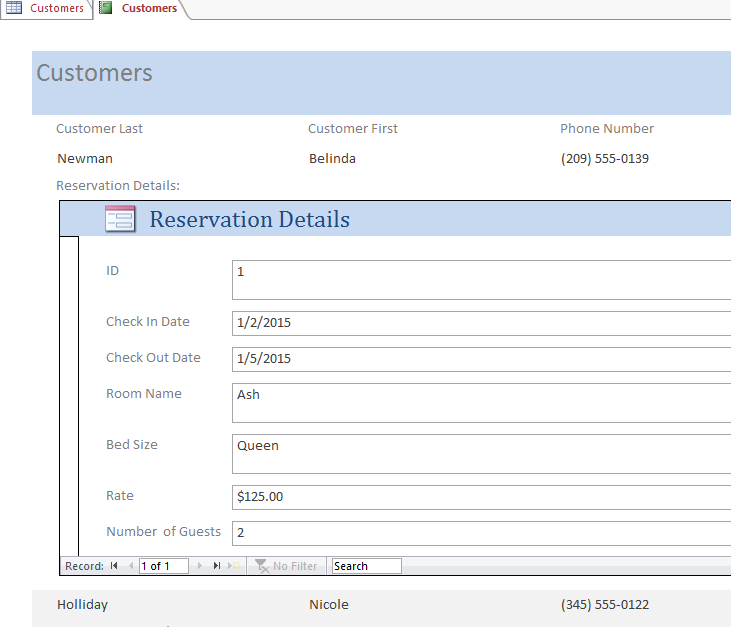 Customers Customers
Customers
Customer Last Customer First Phone Number
Newman Belinda (209) 555-0139
Reservation Details:
Reservation Details
ID 1
Check In Date 1/2/2015
Check Out Date 1/5/2015
Room Name Ash
Bed Size Queen
Rate $125.00
Number of Guests 2
Record: 1 of 1 No Filter Search
Holliday Nicole (345) 555-0122